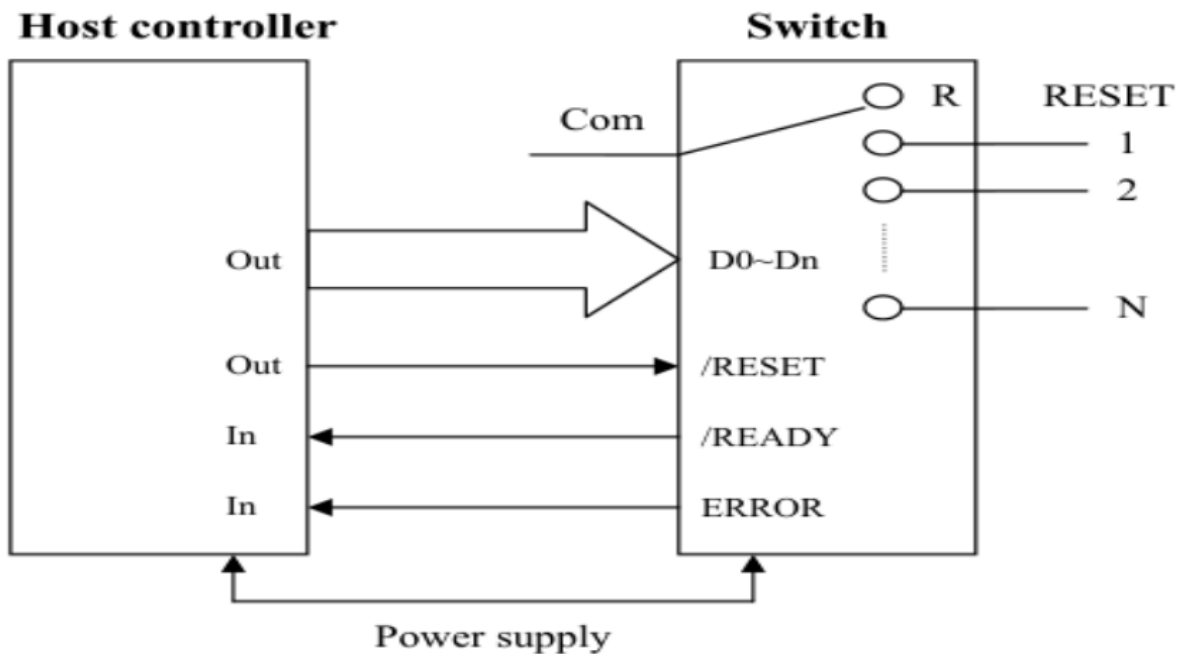 Host controller
Switch
R RESET
Com
1
2
Out
D0~Dn
N
Out
/RESET
In
/READY
In
ERROR
Power supply